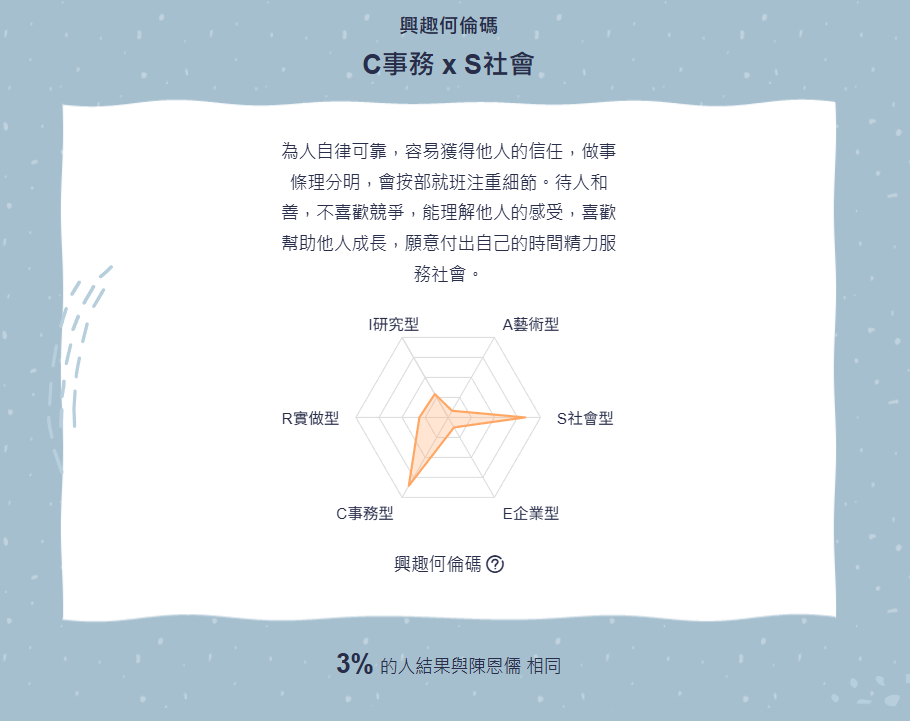 興趣何倫碼
C事務 x S社會
為人自律可靠，容易獲得他人的信任，做事
條理分明，會按部就班注重細節。待人和
善，不喜歡競爭，能理解他人的感受，喜歡
幫助他人成長，願意付出自己的時間精力服
務社會。
I研究型
A藝術型
R實做型
S社會型
C事務型
E企業型
興趣何倫碼 ?
3% 的人結果與陳恩儒 相同